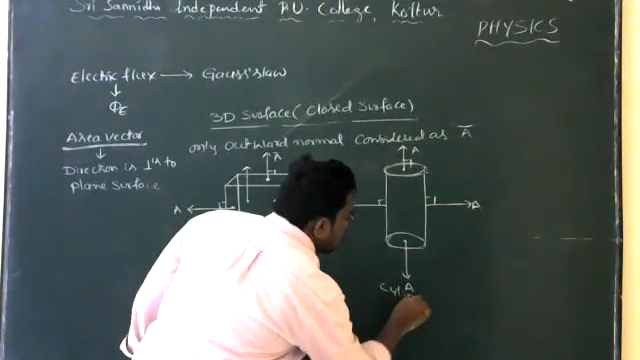 Sri Sannidhi Independent P.U. College, Kottur
PHYSICS
Electric flux → Gauss's law
↓
ΦE
3D Surface (Closed Surface)
Area vector
only outward normal considered as A
↓
Direction is ⊥ to
plane surface
A
A
A
A
A
Cyl